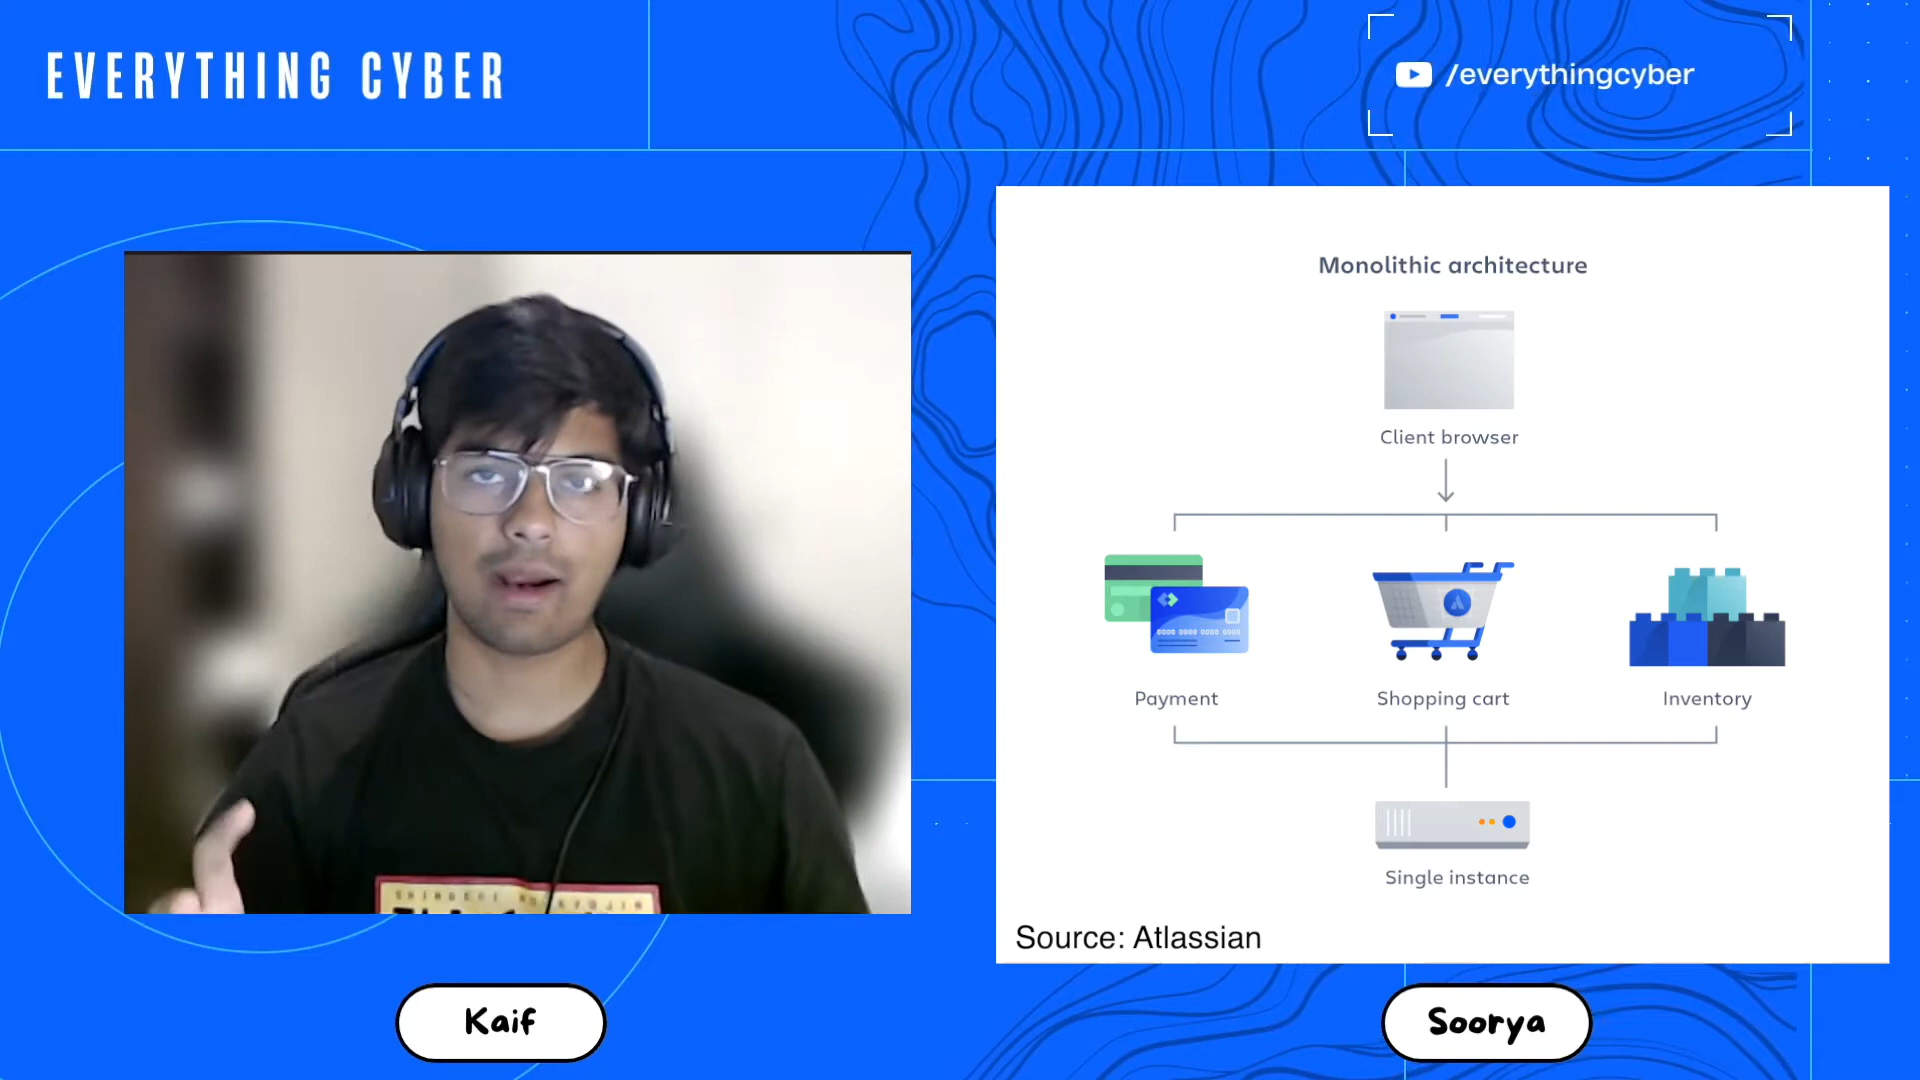 EVERYTHING CYBER
/everythingcyber
Monolithic architecture
Client browser
Payment
Shopping cart
Inventory
Single instance
Source: Atlassian
Kaif
Soorya